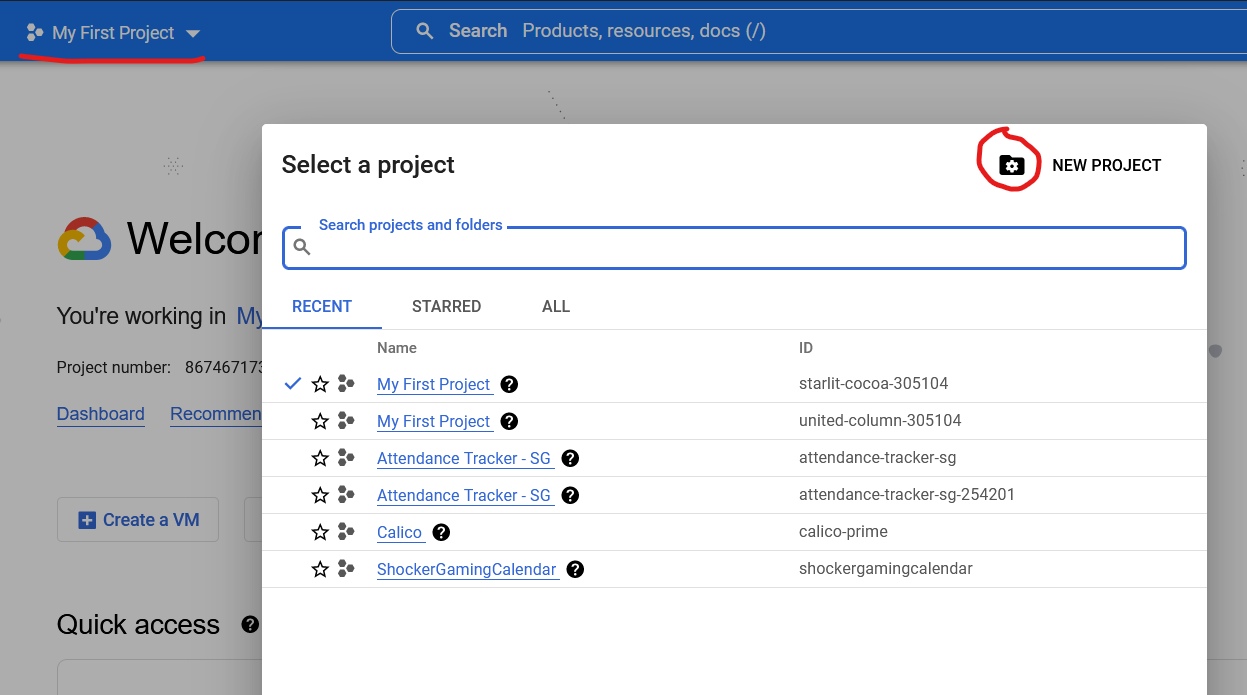 My First Project
Search Products, resources, docs (/)
Select a project
NEW PROJECT
Search projects and folders
Welcor
You're working in My
RECENT STARRED ALL
Name ID
Project number: 867467173
My First Project starlit-cocoa-305104
Dashboard Recommen
My First Project united-column-305104
Attendance Tracker - SG attendance-tracker-sg
Attendance Tracker - SG attendance-tracker-sg-254201
Create a VM
Calico calico-prime
ShockerGamingCalendar shockergamingcalendar
Quick access